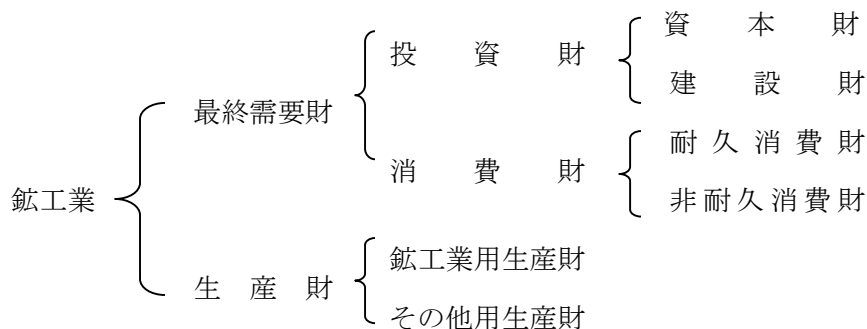 資本財
投資財
建設財
最終需要財
耐久消費財
消費財
非耐久消費財
鉱工業
鉱工業用生産財
生産財
その他用生産財